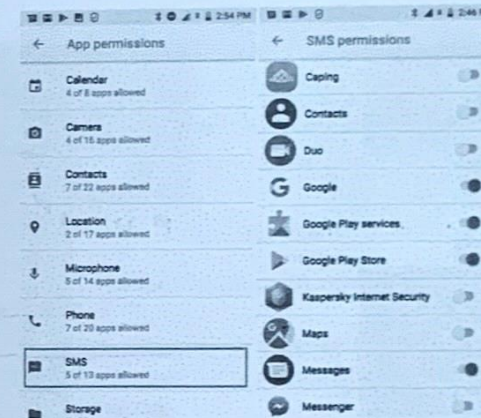 2:54 PM
App permissions
Calendar
4 of 8 apps allowed
Camera
4 of 16 apps allowed
Contacts
7 of 22 apps allowed
Location
2 of 17 apps allowed
Microphone
5 of 14 apps allowed
Phone
7 of 20 apps allowed
SMS
5 of 13 apps allowed
Storage
2:46
SMS permissions
Caping
Contacts
Duo
Google
Google Play services
Google Play Store
Kaspersky Internet Security
Maps
Messages
Messenger